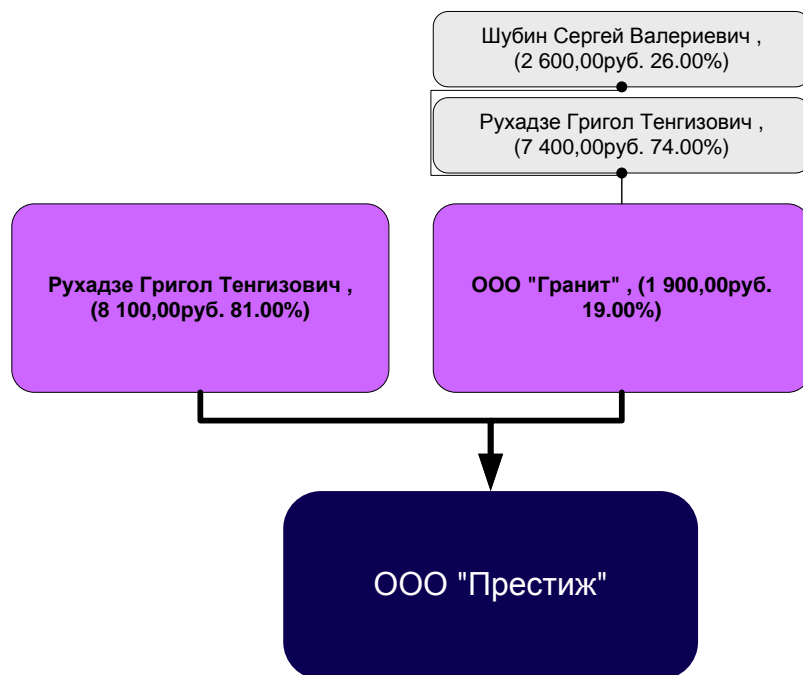 Шубин Сергей Валериевич ,
(2 600,00руб. 26.00%)
Рухадзе Григол Тенгизович ,
(7 400,00руб. 74.00%)
Рухадзе Григол Тенгизович ,
(8 100,00руб. 81.00%)
ООО "Гранит" , (1 900,00руб.
19.00%)
ООО "Престиж"